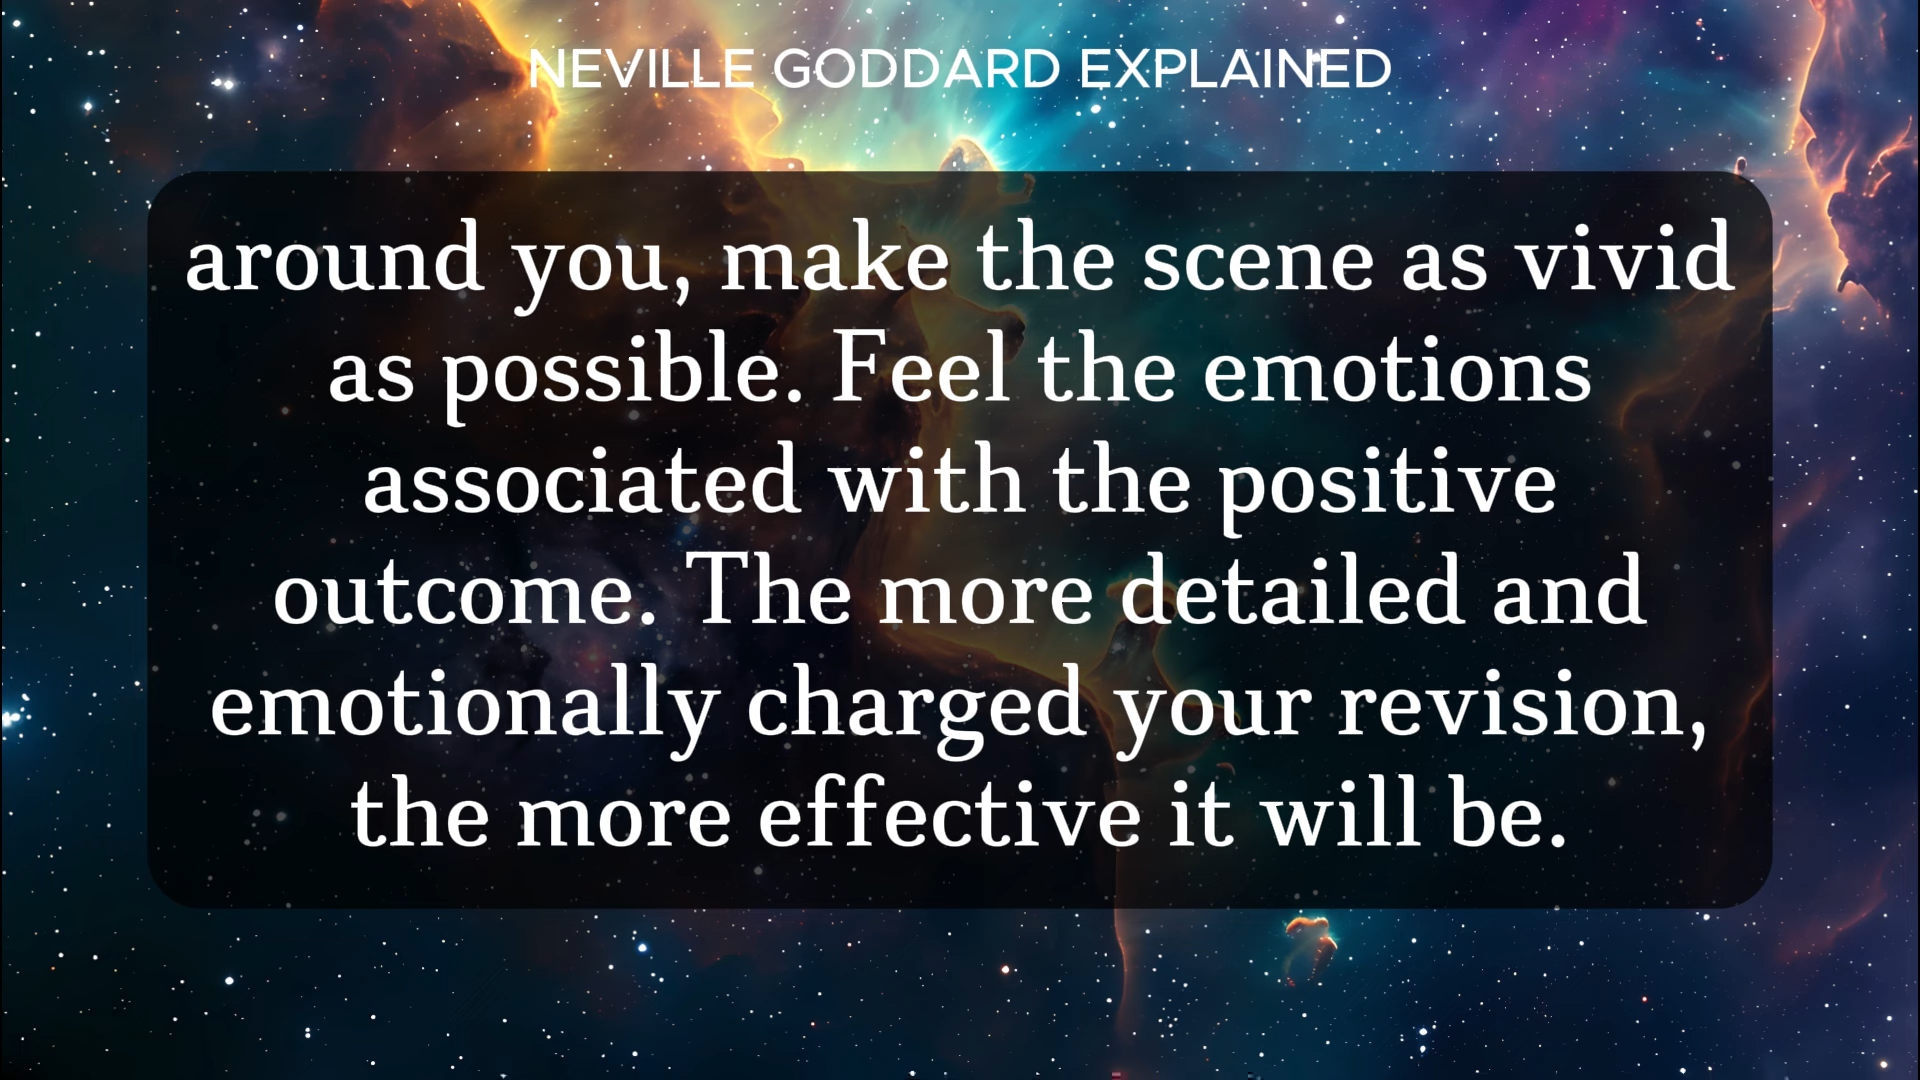 NEVILLE GODDARD EXPLAINED
around you, make the scene as vivid
as possible. Feel the emotions
associated with the positive
outcome. The more detailed and
emotionally charged your revision,
the more effective it will be.